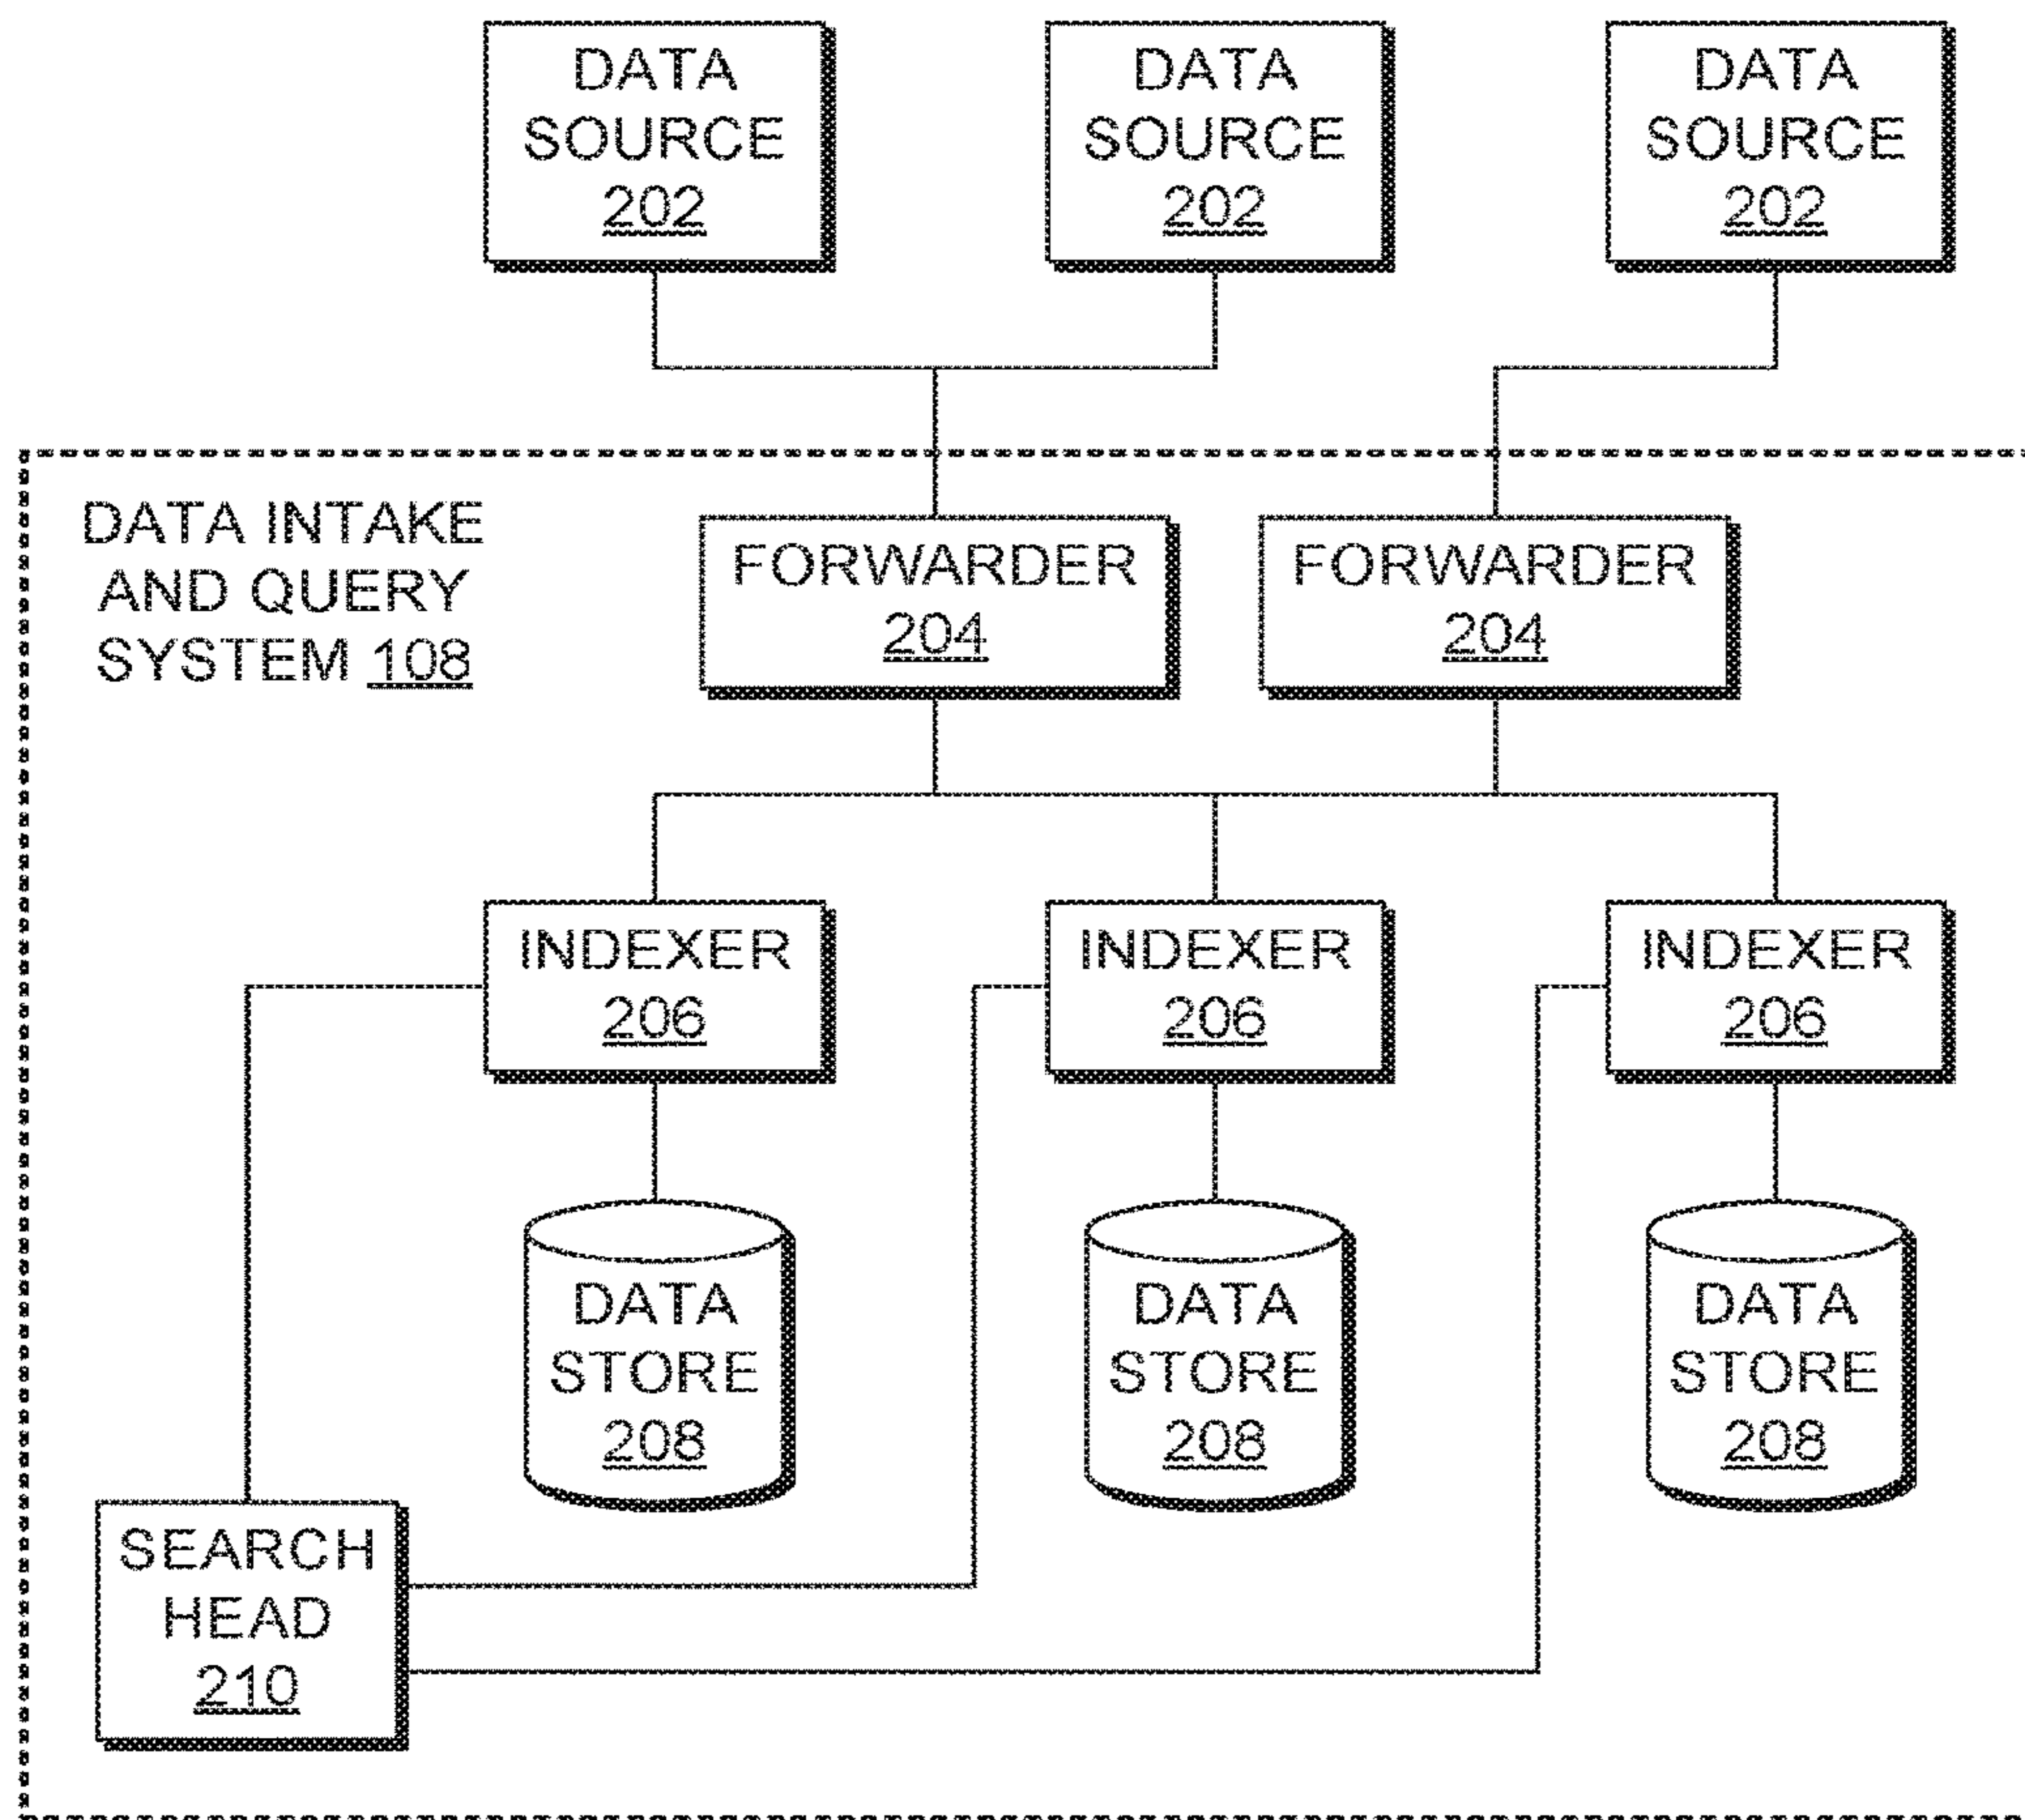 DATA
SOURCE
202
DATA
SOURCE
202
DATA
SOURCE
202
DATA INTAKE
AND QUERY
SYSTEM 108
FORWARDER
204
FORWARDER
204
INDEXER
206
INDEXER
206
INDEXER
206
DATA
STORE
208
DATA
STORE
208
DATA
STORE
208
SEARCH
HEAD
210